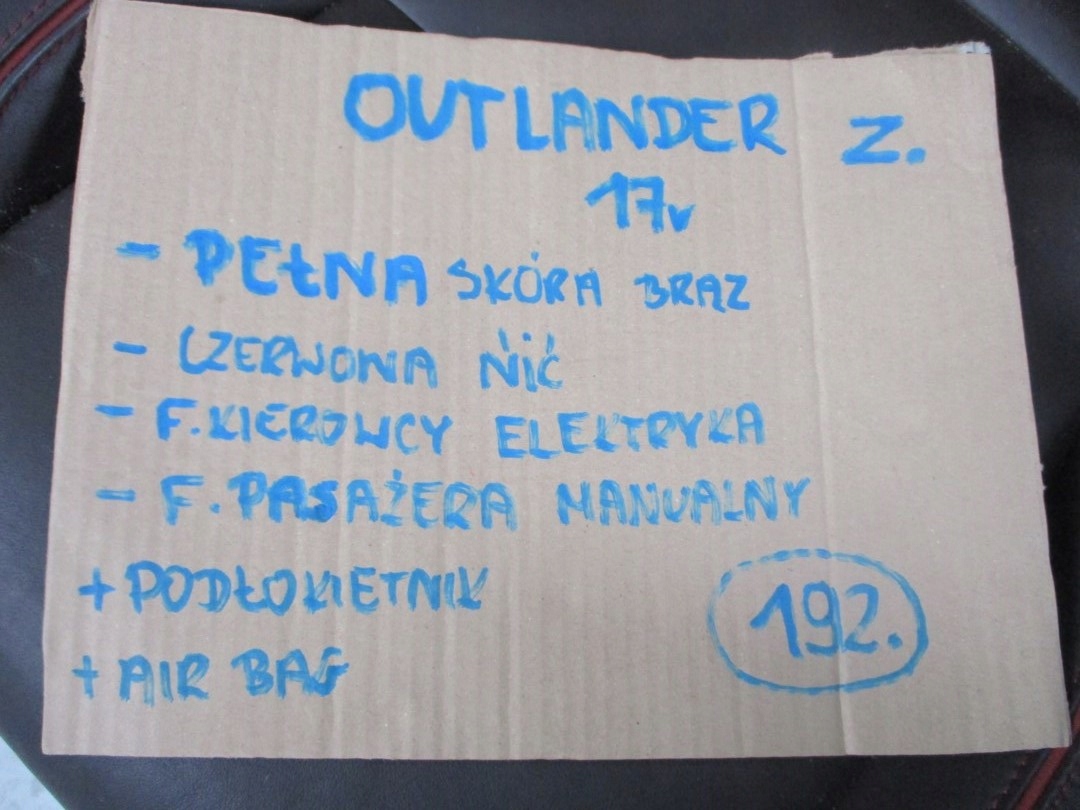 OUTLANDER Z.
17r
- PEŁNA SKÓRA BRĄZ
- CZERWONA NIĆ
- F. KIEROWCY ELEKTRYKA
- F. PASAŻERA MANUALNY
+ PODŁOKIETNIK
+ AIR BAG
192.